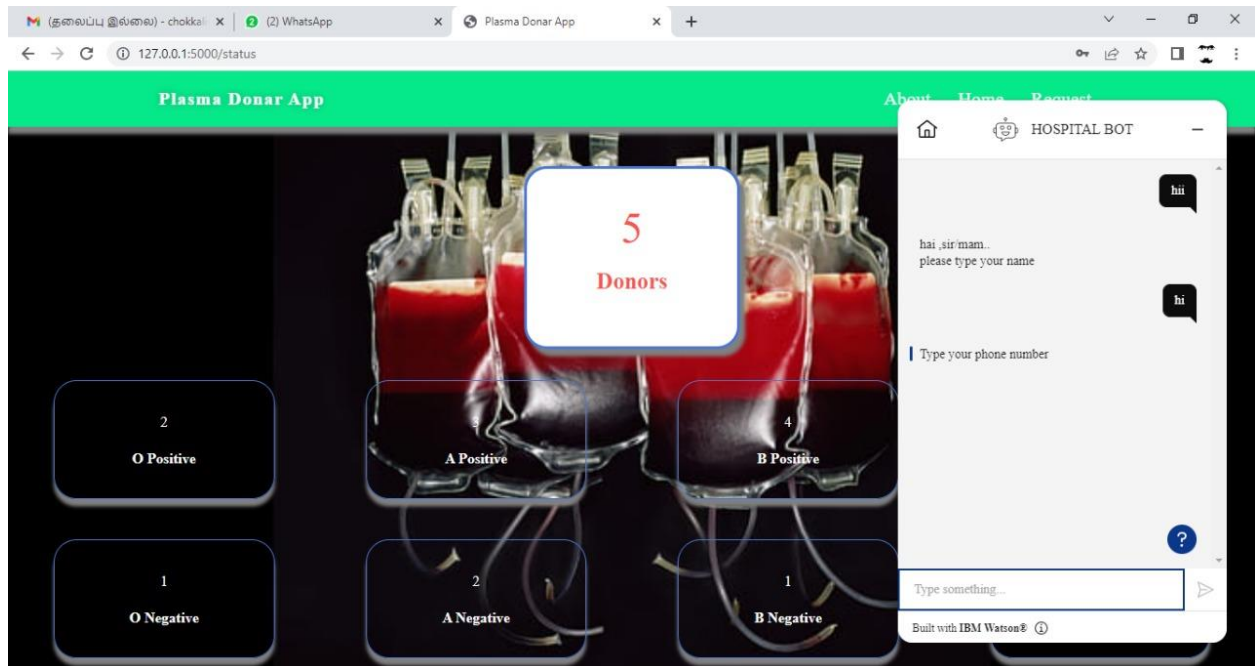 (தலைப்பு இல்லை) - chokkali
(2) WhatsApp
Plasma Donar App
127.0.0.1:5000/status
Plasma Donar App
About Home Request
HOSPITAL BOT
hii
hai ,sir/mam..
please type your name
hi
Type your phone number
5
Donors
2
O Positive
3
A Positive
4
B Positive
1
O Negative
2
A Negative
1
B Negative
?
Type something...
Built with IBM Watson®